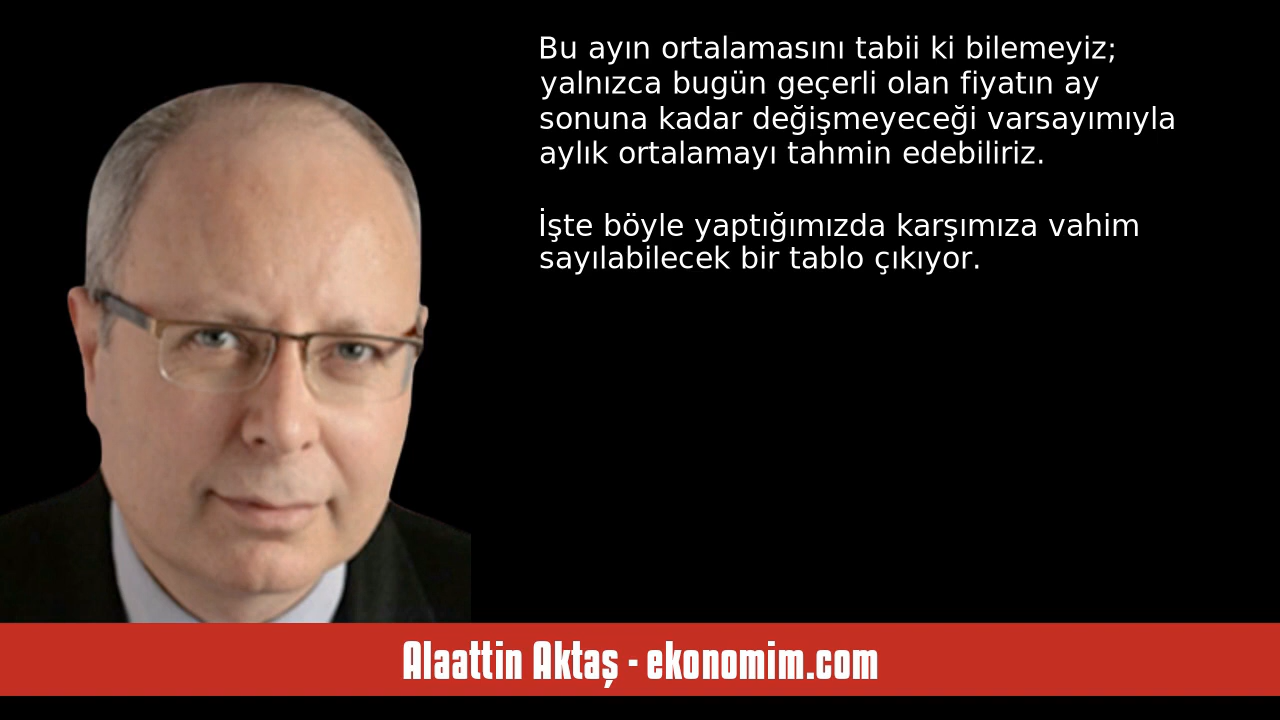 Bu ayın ortalamasını tabii ki bilemeyiz;
yalnızca bugün geçerli olan fiyatın ay
sonuna kadar değişmeyeceği varsayımıyla
aylık ortalamayı tahmin edebiliriz.
İşte böyle yaptığımızda karşımıza vahim
sayılabilecek bir tablo çıkıyor.
Alaattin Aktaş - ekonomim.com